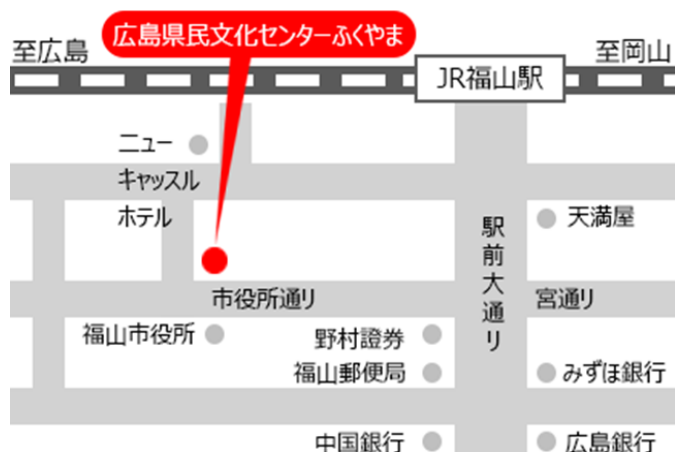 広島県民文化センターふくやま
至広島
至岡山
JR福山駅
ニュー
キャッスル
ホテル
天満屋
駅前大通り
市役所通り
宮通り
福山市役所
野村證券
福山郵便局
みずほ銀行
中国銀行
広島銀行